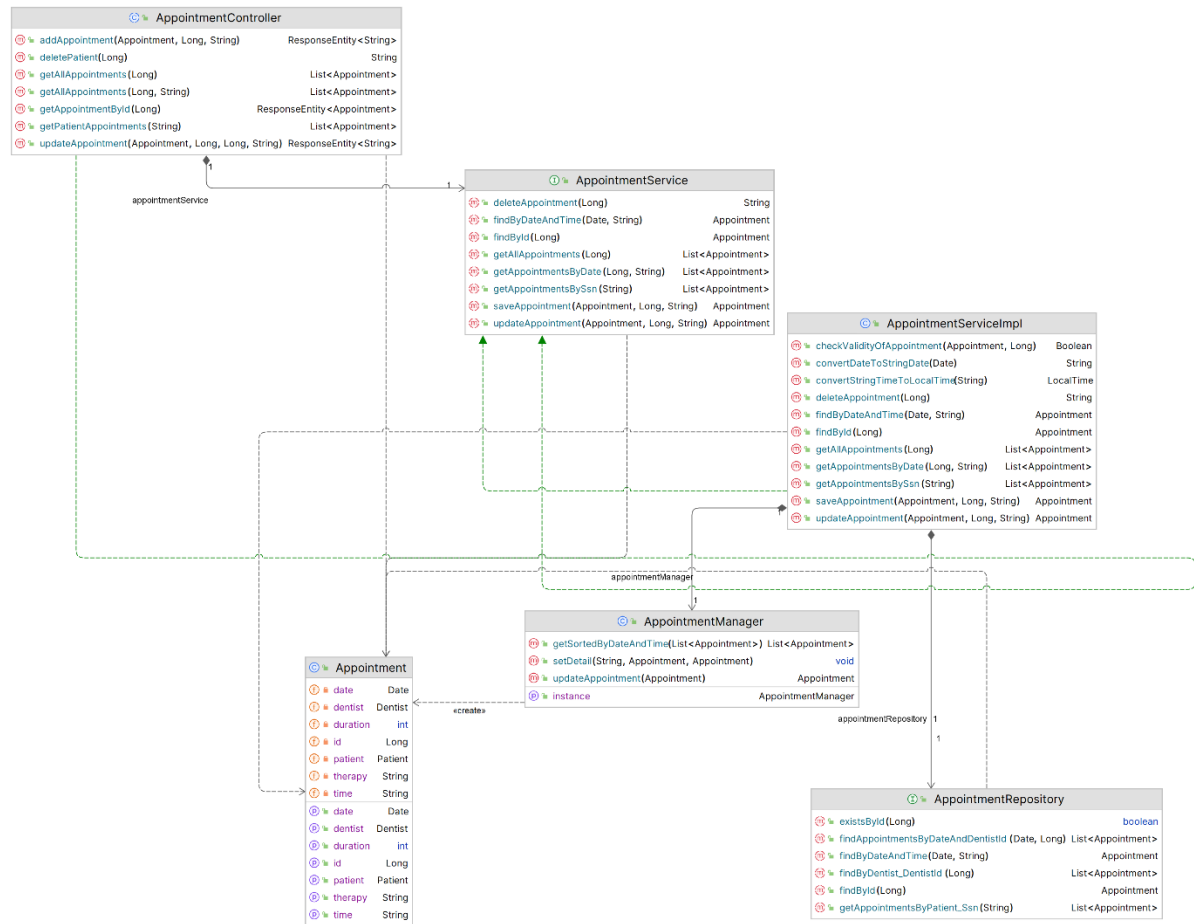 AppointmentController
addAppointment(Appointment, Long, String) ResponseEntity<String>
deletePatient(Long) String
getAllAppointments(Long) List<Appointment>
getAllAppointments(Long, String) List<Appointment>
getAppointmentById(Long) ResponseEntity<Appointment>
getPatientAppointments(String) List<Appointment>
updateAppointment(Appointment, Long, Long, String) ResponseEntity<String>
1
1
appointmentService
AppointmentService
deleteAppointment(Long) String
findByDateAndTime(Date, String) Appointment
findById(Long) Appointment
getAllAppointments(Long) List<Appointment>
getAppointmentsByDate(Long, String) List<Appointment>
getAppointmentsBySsn(String) List<Appointment>
saveAppointment(Appointment, Long, String) Appointment
updateAppointment(Appointment, Long, String) Appointment
AppointmentServiceImpl
checkValidityOfAppointment(Appointment, Long) Boolean
convertDateToStringDate(Date) String
convertStringTimeToLocalTime(String) LocalTime
deleteAppointment(Long) String
findByDateAndTime(Date, String) Appointment
findById(Long) Appointment
getAllAppointments(Long) List<Appointment>
getAppointmentsByDate(Long, String) List<Appointment>
getAppointmentsBySsn(String) List<Appointment>
saveAppointment(Appointment, Long, String) Appointment
updateAppointment(Appointment, Long, String) Appointment
1
appointmentManager
1
AppointmentManager
getSortedByDateAndTime(List<Appointment>) List<Appointment>
setDetail(String, Appointment, Appointment) void
updateAppointment(Appointment) Appointment
instance AppointmentManager
«create»
Appointment
date Date
dentist Dentist
duration int
id Long
patient Patient
therapy String
time String
date Date
dentist Dentist
duration int
id Long
patient Patient
therapy String
time String
appointmentRepository 1
1
AppointmentRepository
existsById(Long) boolean
findAppointmentsByDateAndDentistId (Date, Long) List<Appointment>
findByDateAndTime(Date, String) Appointment
findByDentist_DentistId (Long) List<Appointment>
findById(Long) Appointment
getAppointmentsByPatient_Ssn(String) List<Appointment>